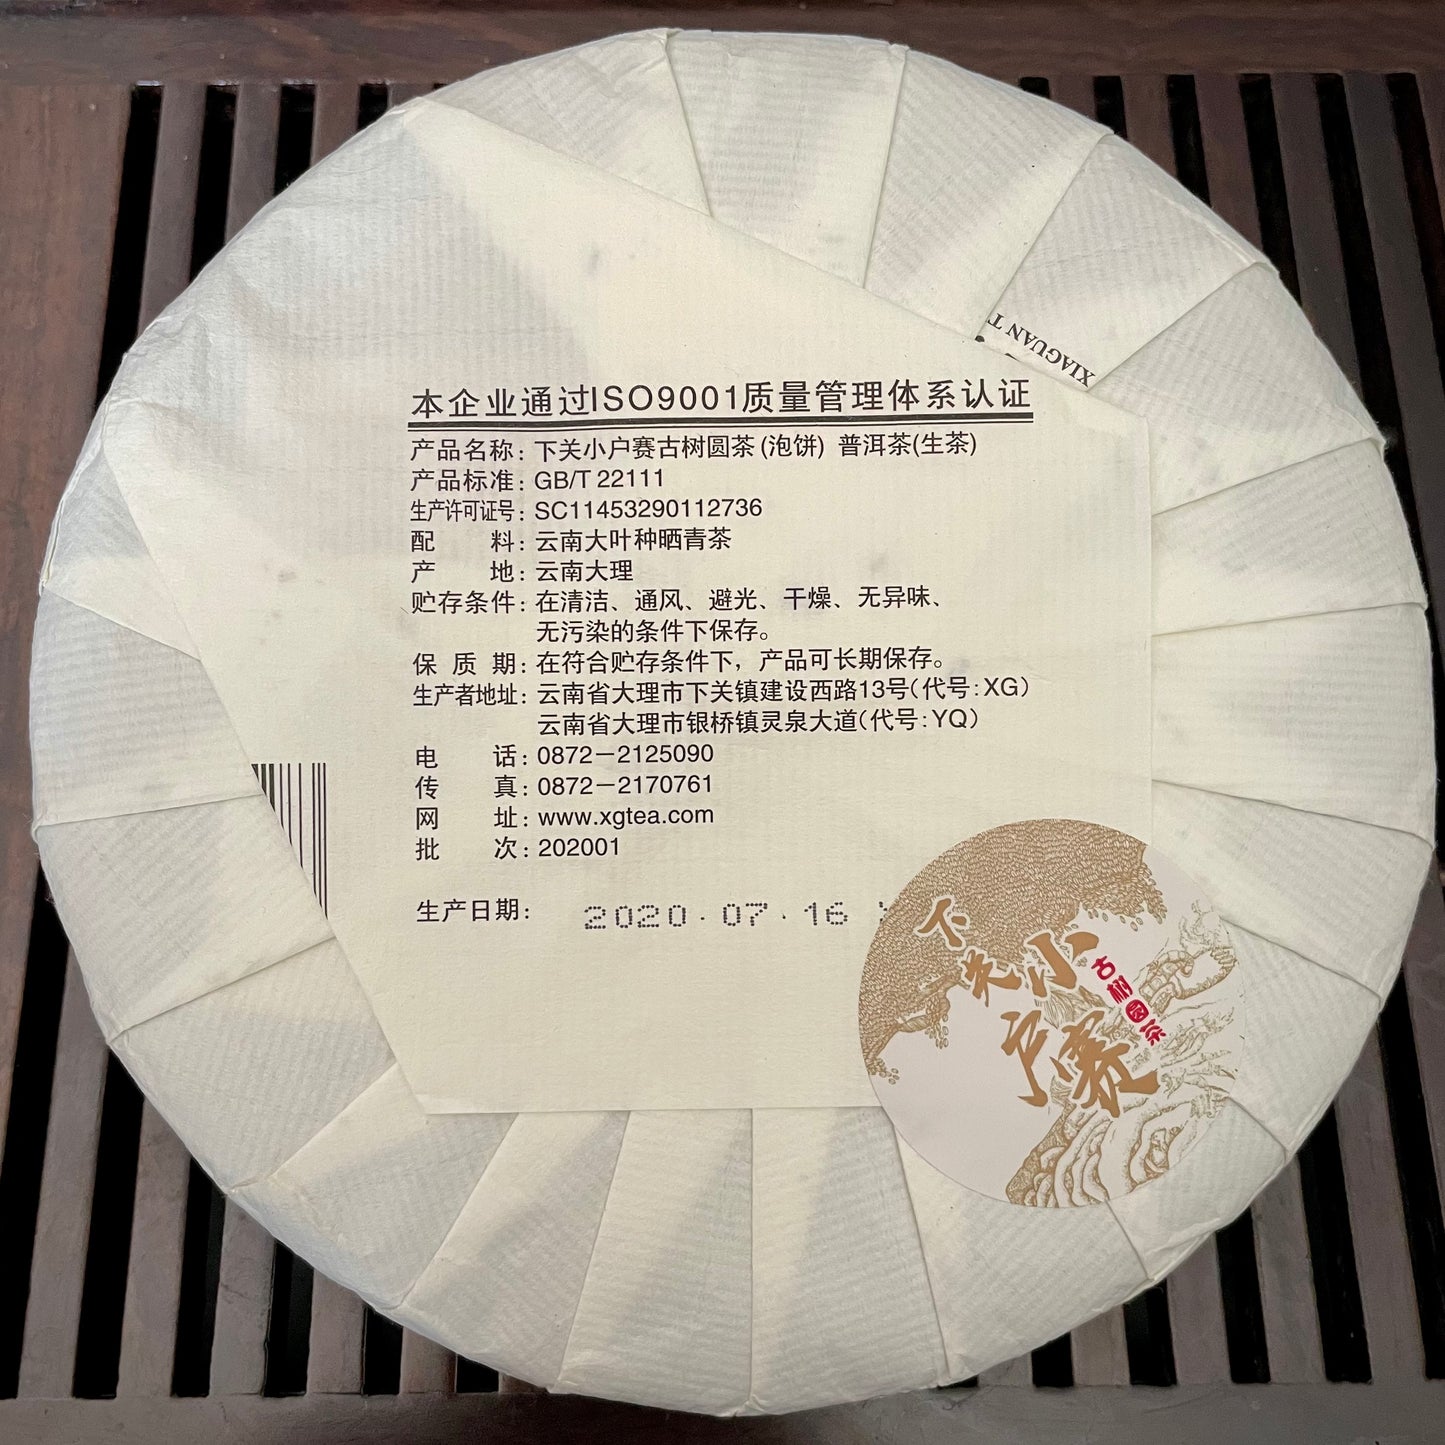 XIAGUAN T
本企业通过ISO9001质量管理体系认证
产品名称：下关小户赛古树圆茶(泡饼) 普洱茶(生茶)
产品标准：GB/T 22111
生产许可证号：SC11453290112736
配 料：云南大叶种晒青茶
产 地：云南大理
贮存条件：在清洁、通风、避光、干燥、无异味、
无污染的条件下保存。
保 质 期：在符合贮存条件下，产品可长期保存。
生产者地址：云南省大理市下关镇建设西路13号（代号:XG）
云南省大理市银桥镇灵泉大道（代号:YQ）
电 话：0872－2125090
传 真：0872－2170761
网 址：www.xgtea.com
批 次：202001
生产日期： 2020.07.16
下关
小户赛
古树圆茶